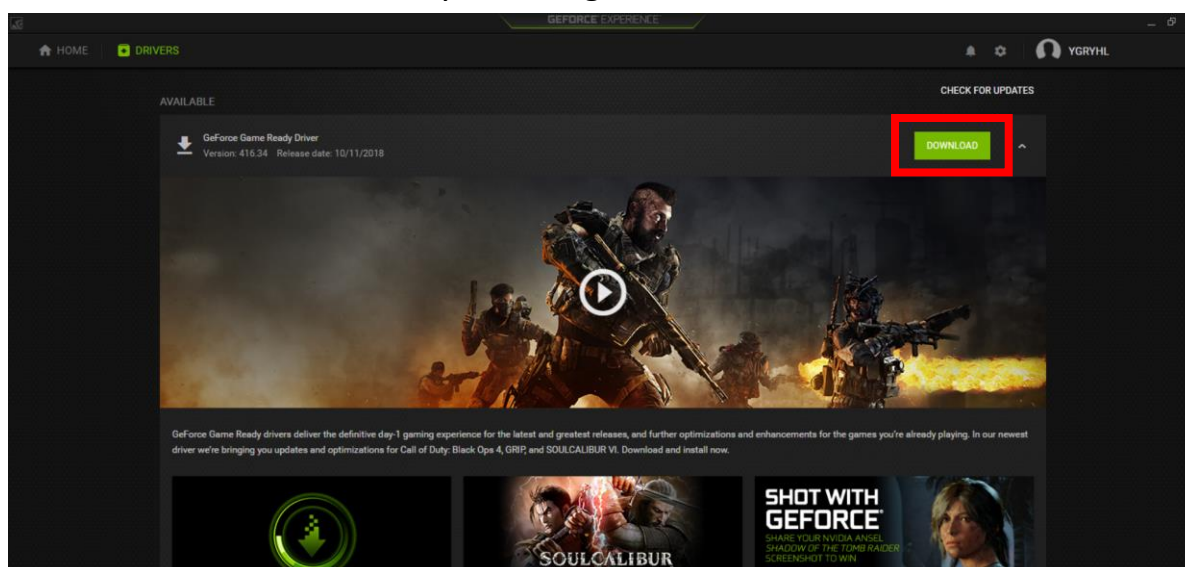 GEFORCE EXPERIENCE
HOME
DRIVERS
YGRYHL
CHECK FOR UPDATES
AVAILABLE
GeForce Game Ready Driver
DOWNLOAD
Version: 416.34 Release date: 10/11/2018
GeForce Game Ready drivers deliver the definitive day-1 gaming experience for the latest and greatest releases, and further optimizations and enhancements for the games you're already playing. In our newest
driver we're bringing you updates and optimizations for Call of Duty: Black Ops 4, GRIP, and SOULCALIBUR VI. Download and install now.
SOULCALIBUR
SHOT WITH
GEFORCE
SHARE YOUR NVIDIA ANSEL
SHADOW OF THE TOMB RAIDER
SCREENSHOT TO WIN